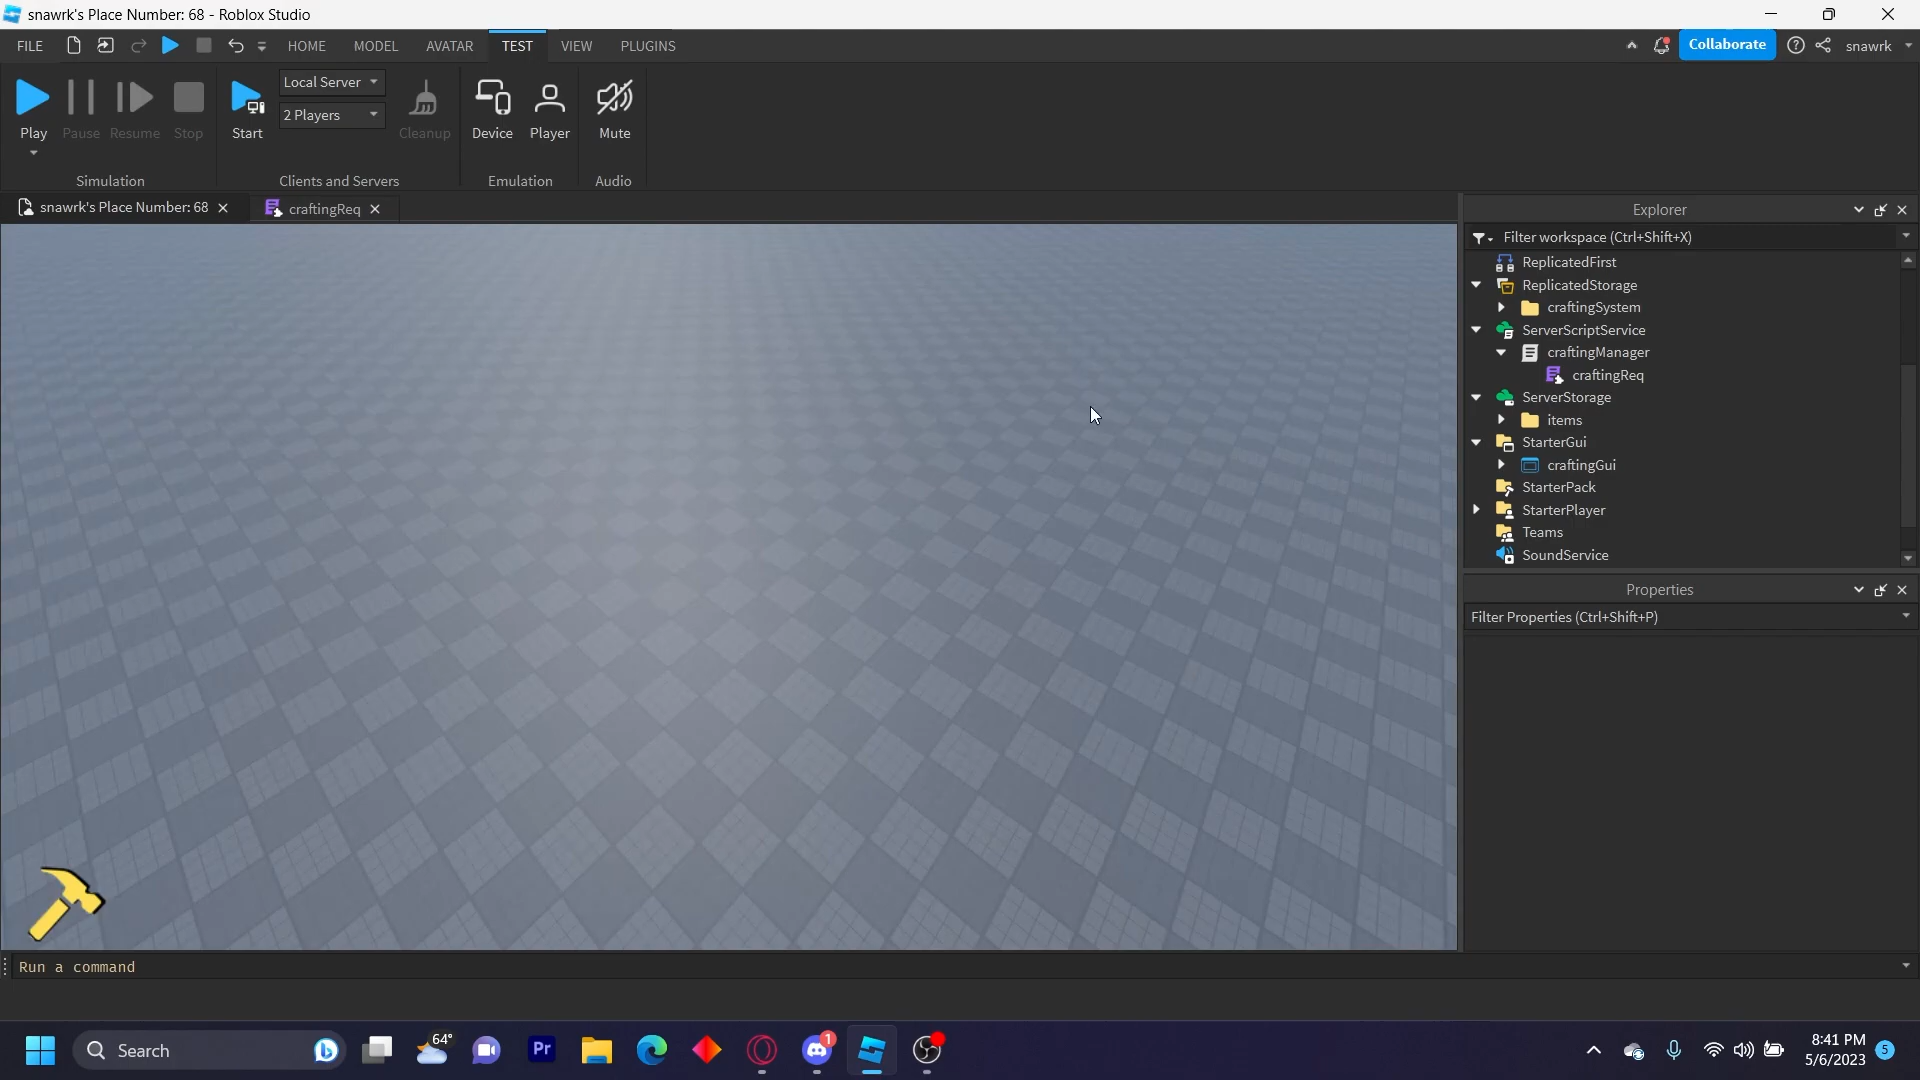 snawrk's Place Number: 68 - Roblox Studio
FILE
HOME
MODEL
AVATAR
TEST
VIEW
PLUGINS
Collaborate
snawrk
Play
Pause
Resume
Stop
Start
Local Server
2 Players
Cleanup
Device
Player
Mute
Simulation
Clients and Servers
Emulation
Audio
snawrk's Place Number: 68
craftingReq
Explorer
Filter workspace (Ctrl+Shift+X)
ReplicatedFirst
ReplicatedStorage
craftingSystem
ServerScriptService
craftingManager
craftingReq
ServerStorage
items
StarterGui
craftingGui
StarterPack
StarterPlayer
Teams
SoundService
Properties
Filter Properties (Ctrl+Shift+P)
Run a command
Search
64°
Pr
1
8:41 PM
5/6/2023
5